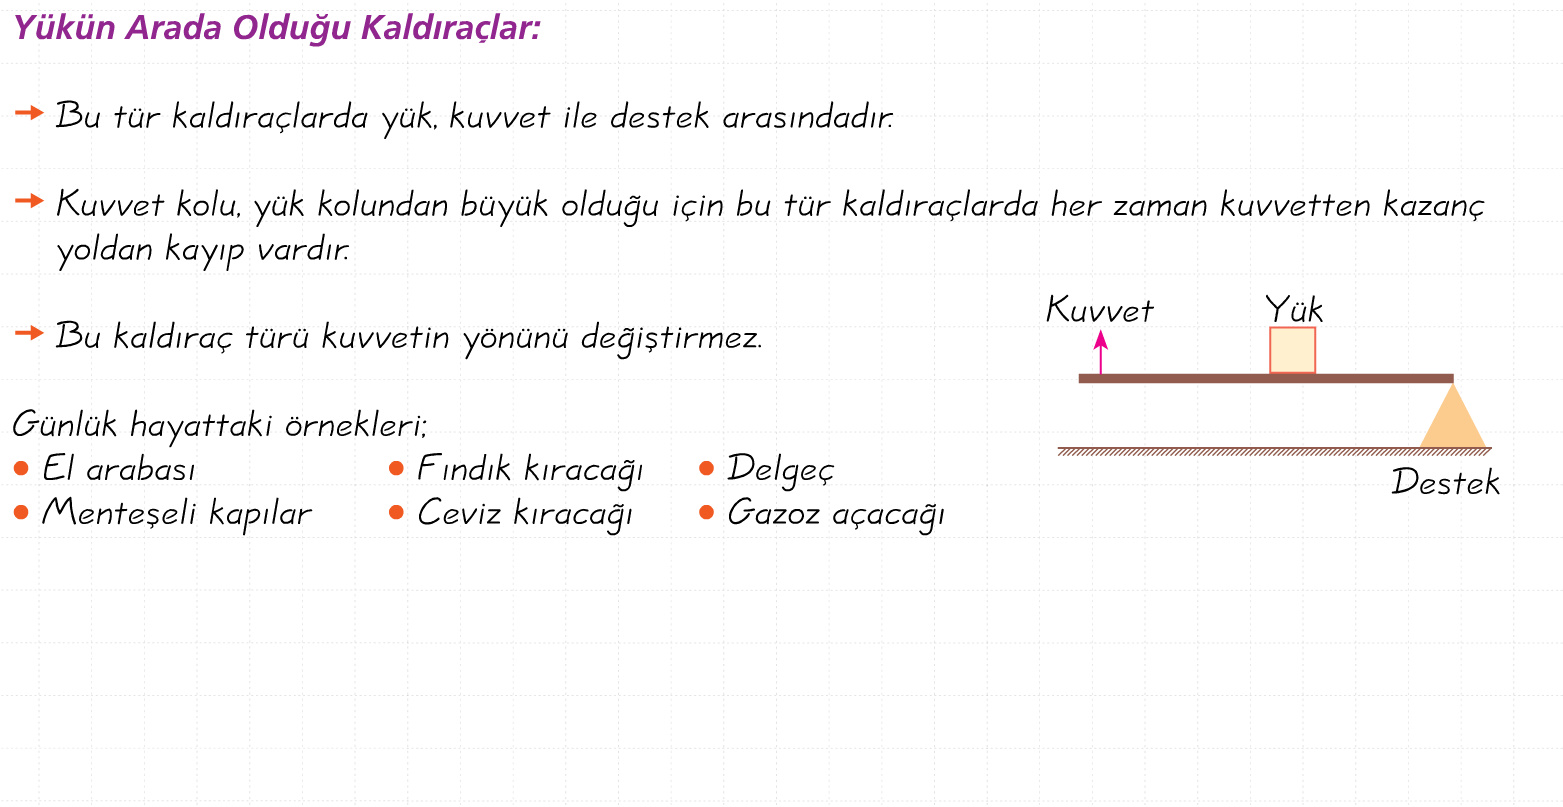 Yükün Arada Olduğu Kaldıraçlar:
Bu tür kaldıraçlarda yük, kuvvet ile destek arasındadır.
Kuvvet kolu, yük kolundan büyük olduğu için bu tür kaldıraçlarda her zaman kuvvetten kazanç
yoldan kayıp vardır.
Bu kaldıraç türü kuvvetin yönünü değiştirmez.
Kuvvet Yük
Destek
Günlük hayattaki örnekleri;
El arabası Fındık kıracağı Delgeç
Menteşeli kapılar Ceviz kıracağı Gazoz açacağı